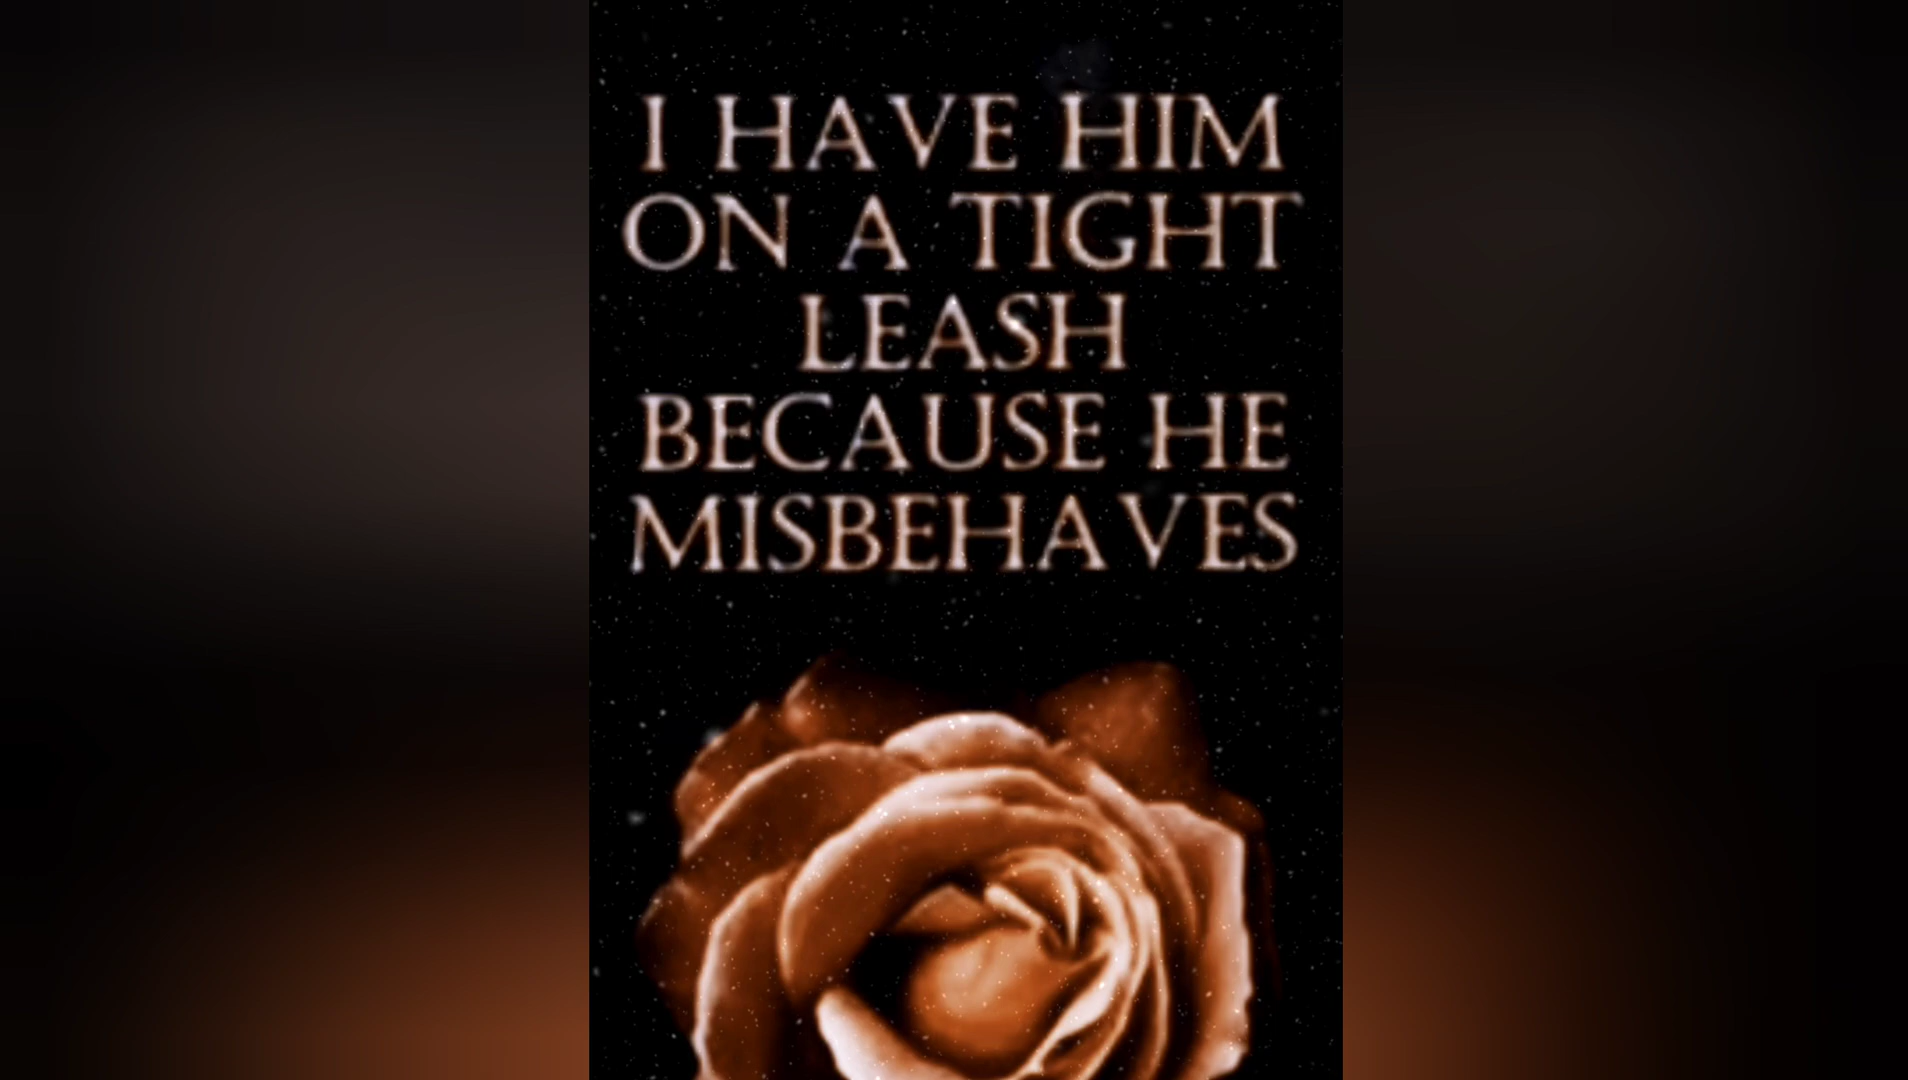 I HAVE HIM
ON A TIGHT
LEASH
BECAUSE HE
MISBEHAVES